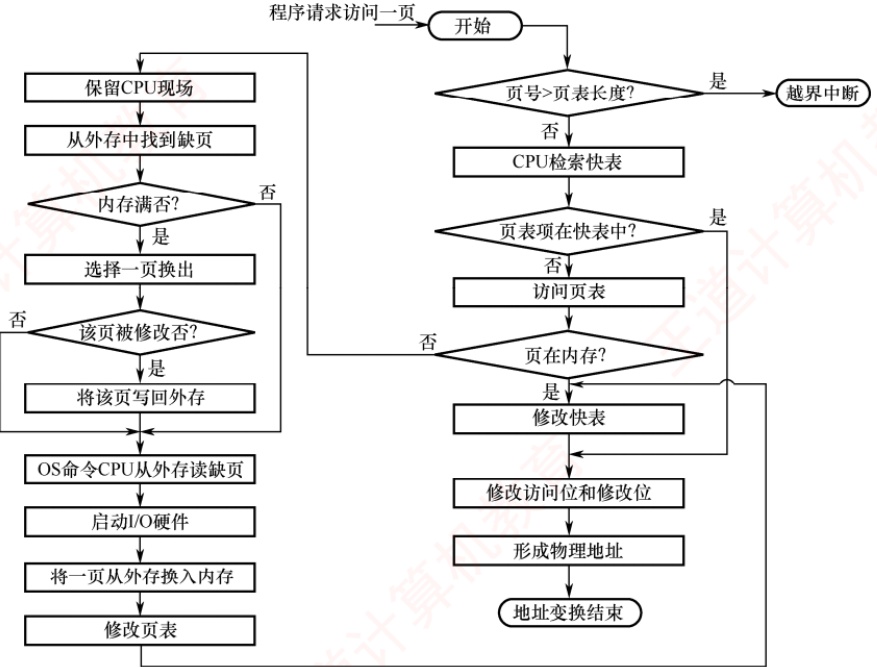 程序请求访问一页
开始
页号>页表长度?
是
越界中断
否
CPU检索快表
页表项在快表中?
是
否
访问页表
页在内存?
否
是
修改快表
修改访问位和修改位
形成物理地址
地址变换结束
保留CPU现场
从外存中找到缺页
内存满否?
否
是
选择一页换出
该页被修改否?
否
是
将该页写回外存
OS命令CPU从外存读缺页
启动I/O硬件
将一页从外存换入内存
修改页表
王道计算机教育